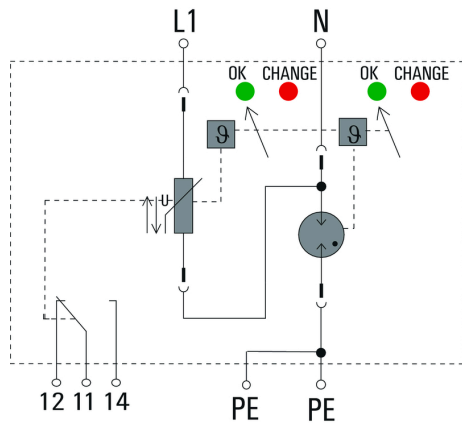 L1 N
OK CHANGE OK CHANGE
ϑ ϑ
U
12 11 14 PE PE